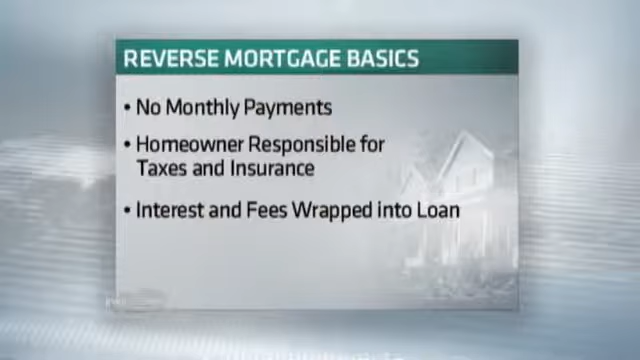 REVERSE MORTGAGE BASICS
• No Monthly Payments
• Homeowner Responsible for
Taxes and Insurance
• Interest and Fees Wrapped into Loan